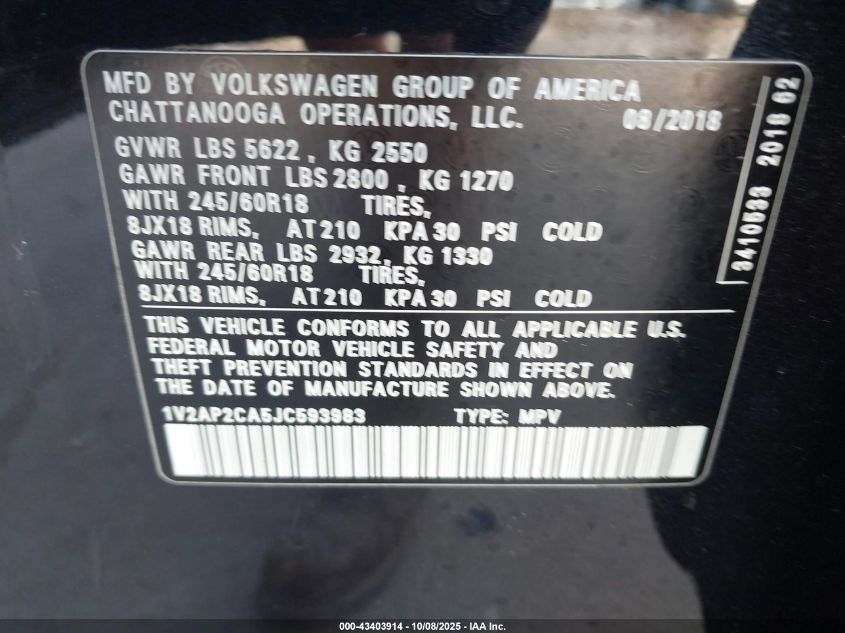 MFD BY VOLKSWAGEN GROUP OF AMERICA
CHATTANOOGA OPERATIONS, LLC. 08/2018
GVWR LBS 5622, KG 2550
GAWR FRONT LBS 2800, KG 1270
WITH 245/60R18 TIRES,
8JX18 RIMS, AT 210 KPA 30 PSI COLD
GAWR REAR LBS 2932, KG 1330
WITH 245/60R18 TIRES,
8JX18 RIMS, AT 210 KPA 30 PSI COLD
THIS VEHICLE CONFORMS TO ALL APPLICABLE U.S.
FEDERAL MOTOR VEHICLE SAFETY AND
THEFT PREVENTION STANDARDS IN EFFECT ON
THE DATE OF MANUFACTURE SHOWN ABOVE.
1V2AP2CA5JC593983 TYPE: MPV
3410533 2018 62
000-43403914 - 10/08/2025 - IAA Inc.